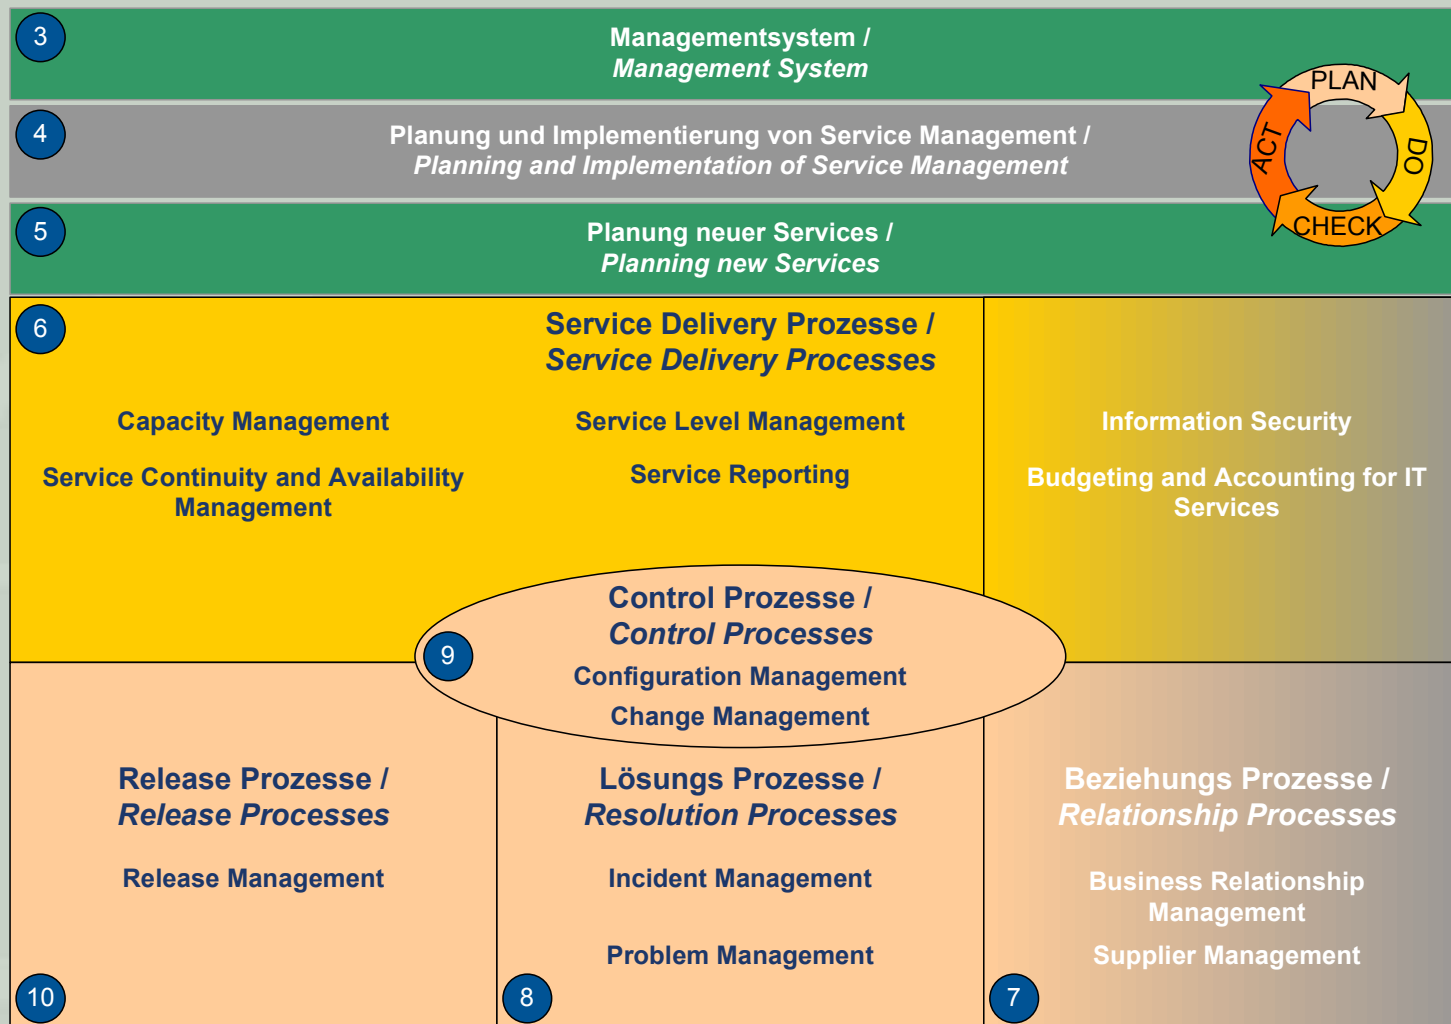 3
Managementsystem /
Management System
4
Planung und Implementierung von Service Management /
Planning and Implementation of Service Management
PLAN
DO
CHECK
ACT
5
Planung neuer Services /
Planning new Services
6
Service Delivery Prozesse /
Service Delivery Processes
Capacity Management
Service Continuity and Availability
Management
Service Level Management
Service Reporting
Information Security
Budgeting and Accounting for IT
Services
9
Control Prozesse /
Control Processes
Configuration Management
Change Management
Release Prozesse /
Release Processes
Release Management
10
Lösungs Prozesse /
Resolution Processes
Incident Management
Problem Management
8
Beziehungs Prozesse /
Relationship Processes
Business Relationship
Management
Supplier Management
7